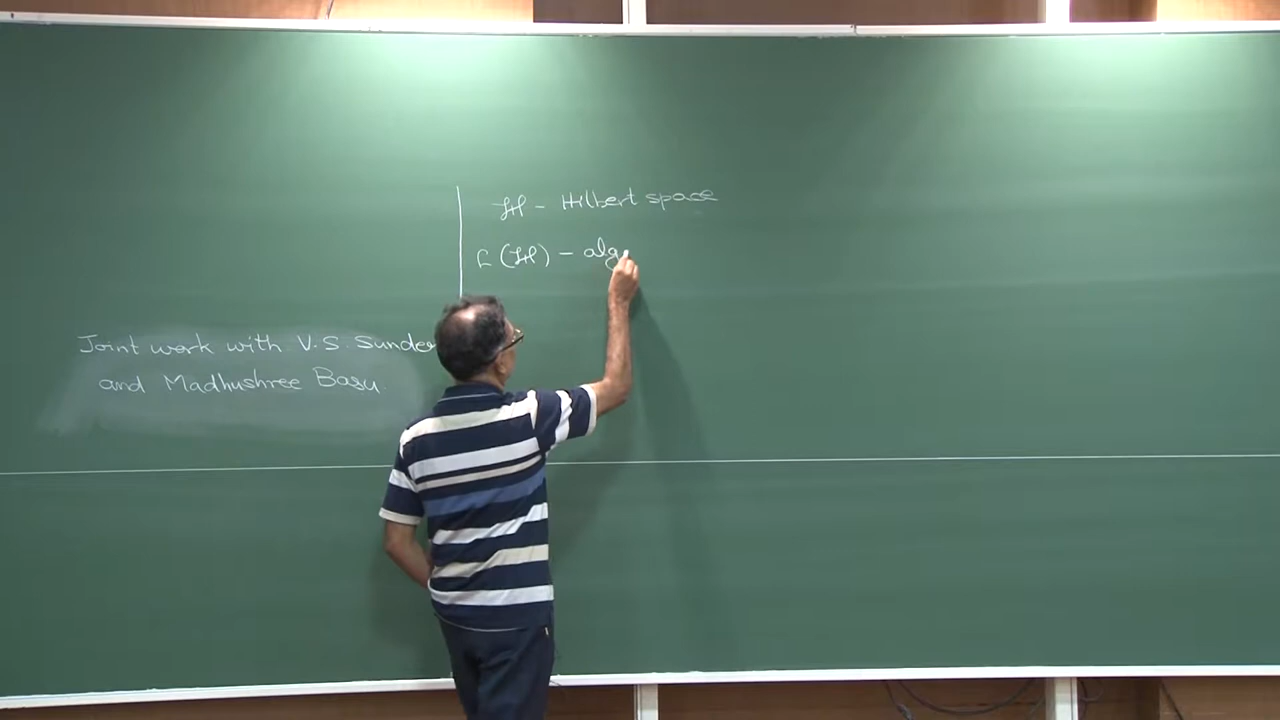 Joint work with V.S. Sunder
and Madhushree Basu.
H - Hilbert space
L(H) - alg